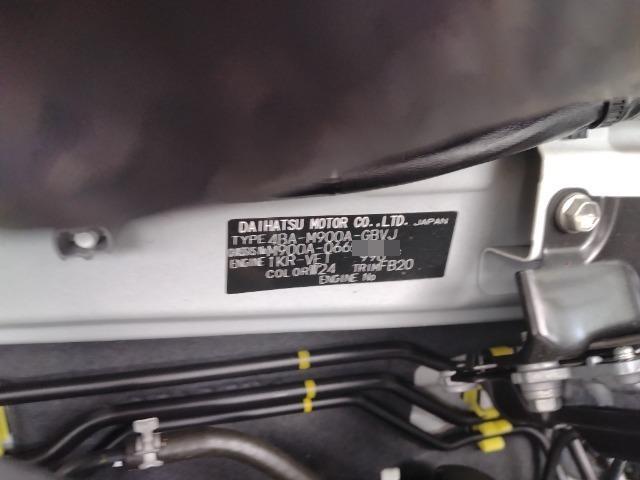 DAIHATSU MOTOR CO.,LTD. JAPAN
TYPE 4BA-M900A-GBVJ
M900A-066
ENGINE 1KR-VET 996
COLOR W24 TRIM FB20
ENGINE No